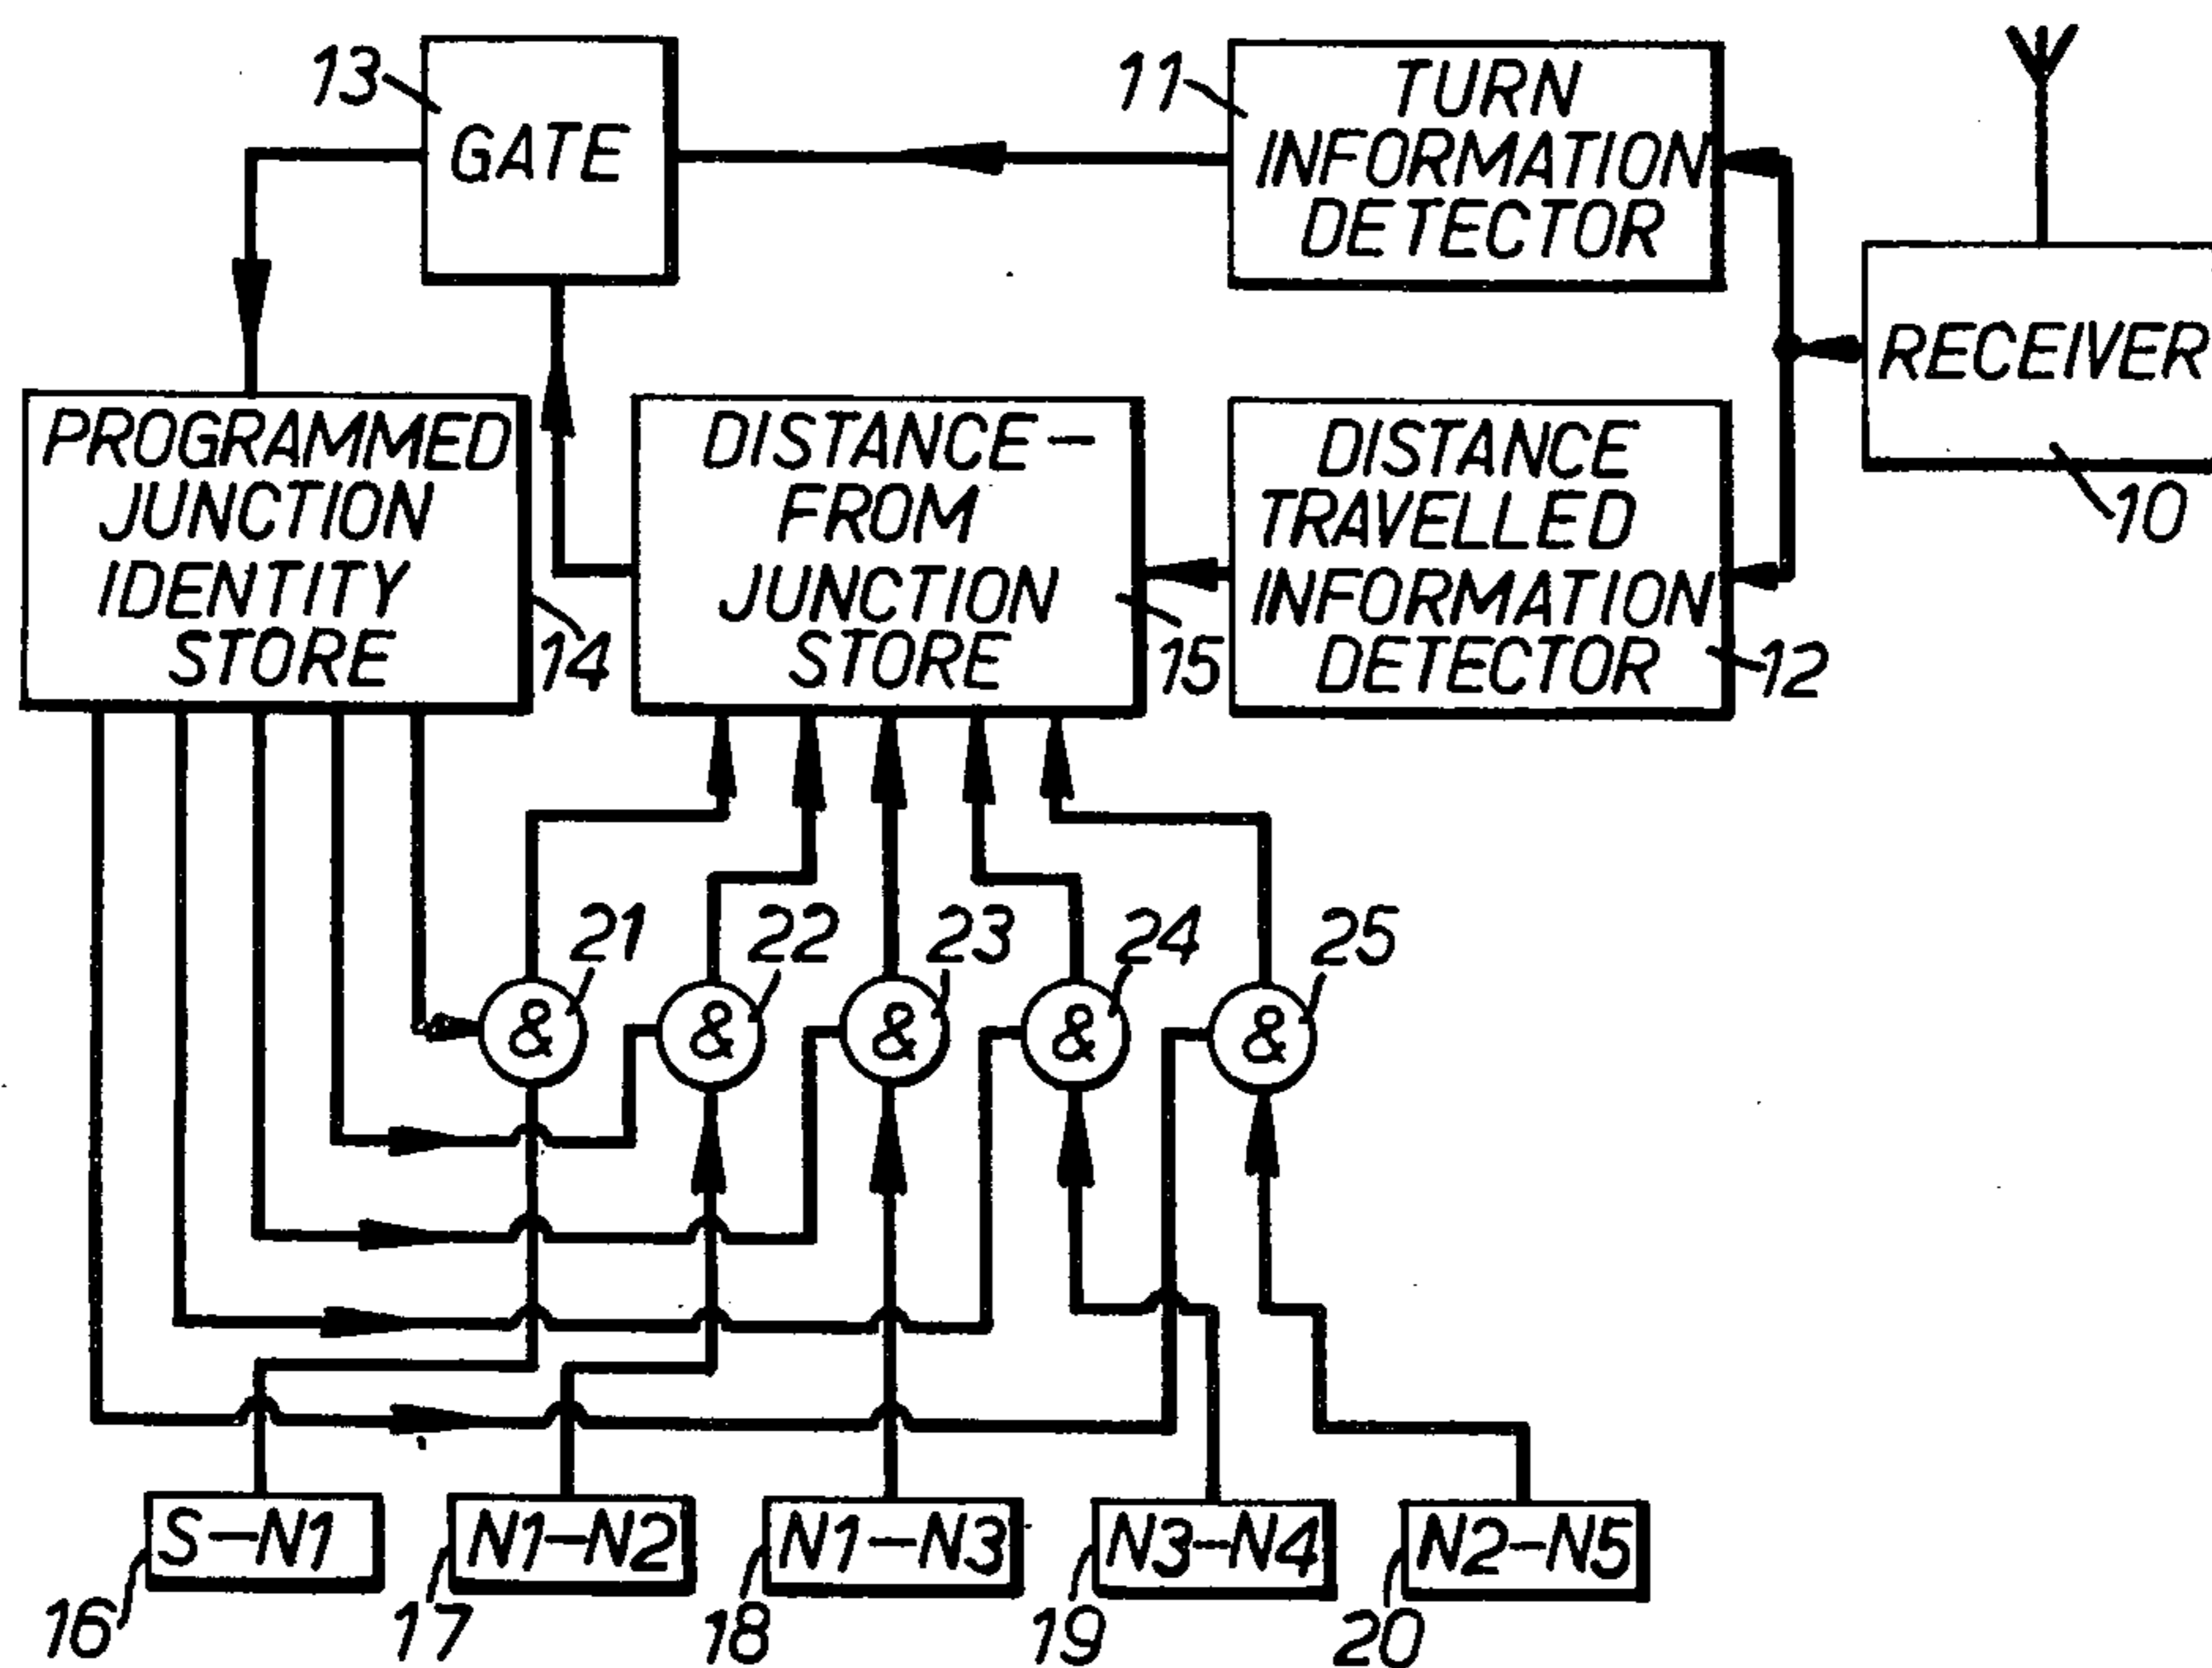 13
GATE
11
TURN
INFORMATION
DETECTOR
RECEIVER
10
PROGRAMMED
JUNCTION
IDENTITY
STORE
14
DISTANCE-
FROM
JUNCTION
STORE
15
DISTANCE
TRAVELLED
INFORMATION
DETECTOR
12
21
22
23
24
25
&
&
&
&
&
S-N1
N1-N2
N1-N3
N3-N4
N2-N5
16
17
18
19
20